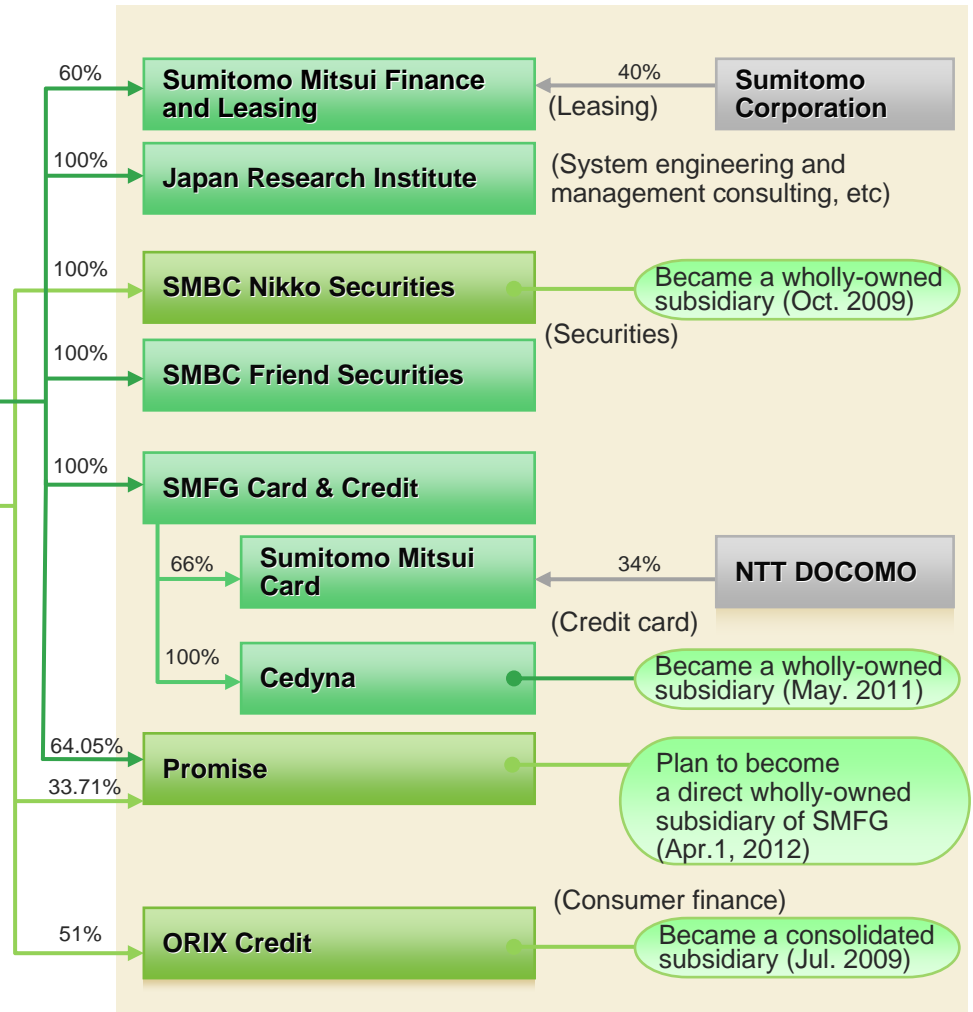 60%
Sumitomo Mitsui Finance
and Leasing
40%
(Leasing)
Sumitomo
Corporation
100%
Japan Research Institute
(System engineering and
management consulting, etc)
100%
SMBC Nikko Securities
Became a wholly-owned
subsidiary (Oct. 2009)
(Securities)
100%
SMBC Friend Securities
100%
SMFG Card & Credit
66%
Sumitomo Mitsui
Card
34%
NTT DOCOMO
(Credit card)
100%
Cedyna
Became a wholly-owned
subsidiary (May. 2011)
64.05%
33.71%
Promise
Plan to become
a direct wholly-owned
subsidiary of SMFG
(Apr.1, 2012)
(Consumer finance)
51%
ORIX Credit
Became a consolidated
subsidiary (Jul. 2009)